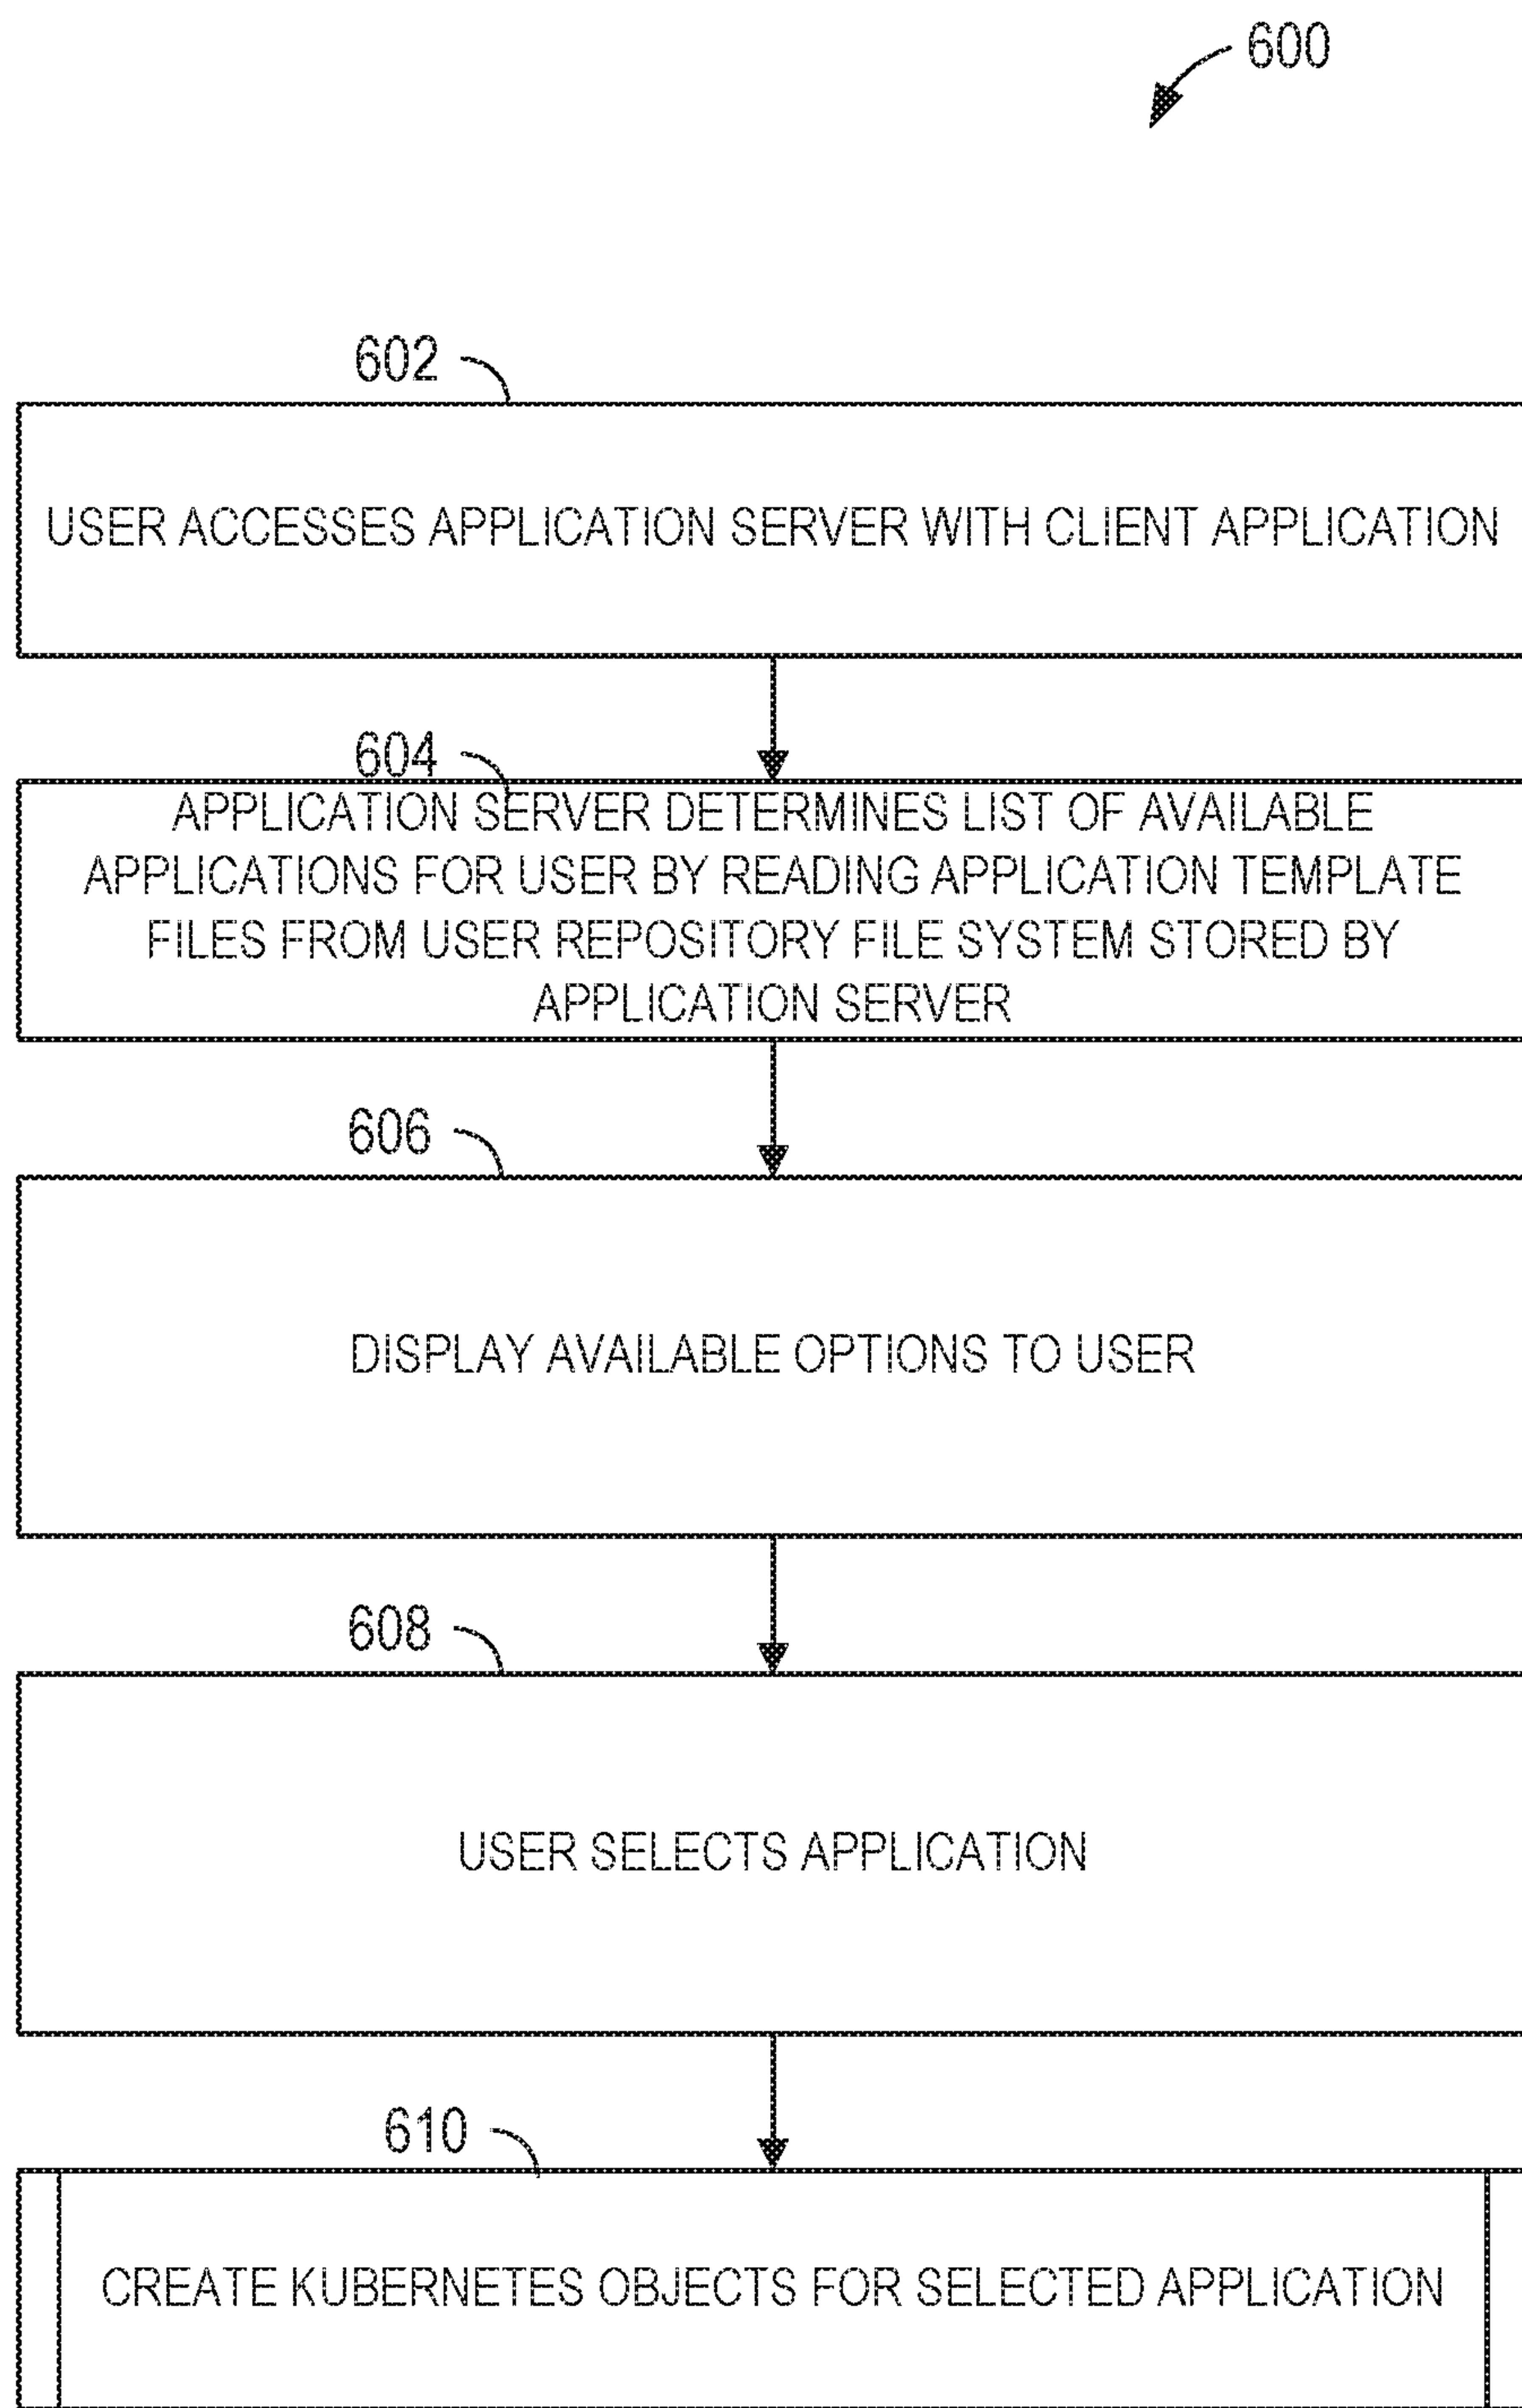 600
602
USER ACCESSES APPLICATION SERVER WITH CLIENT APPLICATION
604
APPLICATION SERVER DETERMINES LIST OF AVAILABLE
APPLICATIONS FOR USER BY READING APPLICATION TEMPLATE
FILES FROM USER REPOSITORY FILE SYSTEM STORED BY
APPLICATION SERVER
606
DISPLAY AVAILABLE OPTIONS TO USER
608
USER SELECTS APPLICATION
610
CREATE KUBERNETES OBJECTS FOR SELECTED APPLICATION